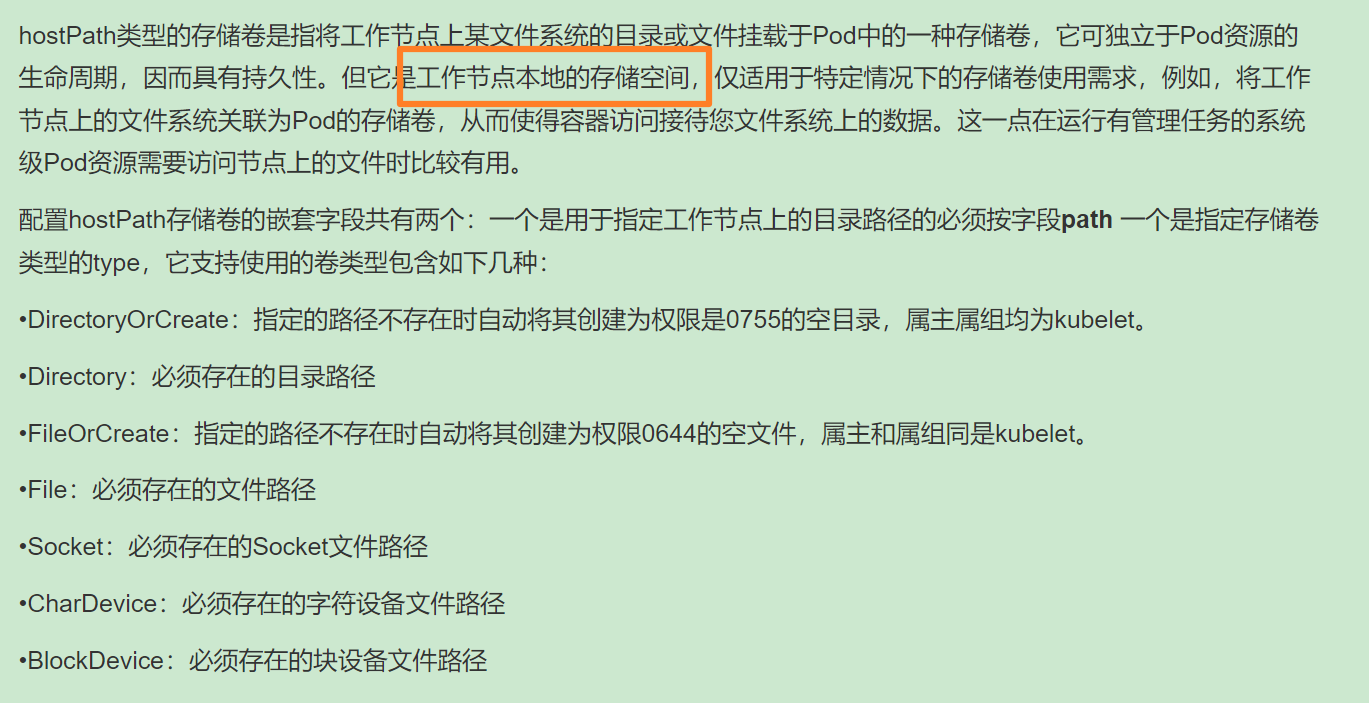 hostPath类型的存储卷是指将工作节点上某文件系统的目录或文件挂载于Pod中的一种存储卷，它可独立于Pod资源的
生命周期，因而具有持久性。但它是工作节点本地的存储空间，仅适用于特定情况下的存储卷使用需求，例如，将工作
节点上的文件系统关联为Pod的存储卷，从而使得容器访问接待您文件系统上的数据。这一点在运行有管理任务的系统
级Pod资源需要访问节点上的文件时比较有用。
配置hostPath存储卷的嵌套字段共有两个：一个是用于指定工作节点上的目录路径的必须按字段path 一个是指定存储卷
类型的type，它支持使用的卷类型包含如下几种：
•DirectoryOrCreate：指定的路径不存在时自动将其创建为权限是0755的空目录，属主属组均为kubelet。
•Directory：必须存在的目录路径
•FileOrCreate：指定的路径不存在时自动将其创建为权限0644的空文件，属主和属组同是kubelet。
•File：必须存在的文件路径
•Socket：必须存在的Socket文件路径
•CharDevice：必须存在的字符设备文件路径
•BlockDevice：必须存在的块设备文件路径